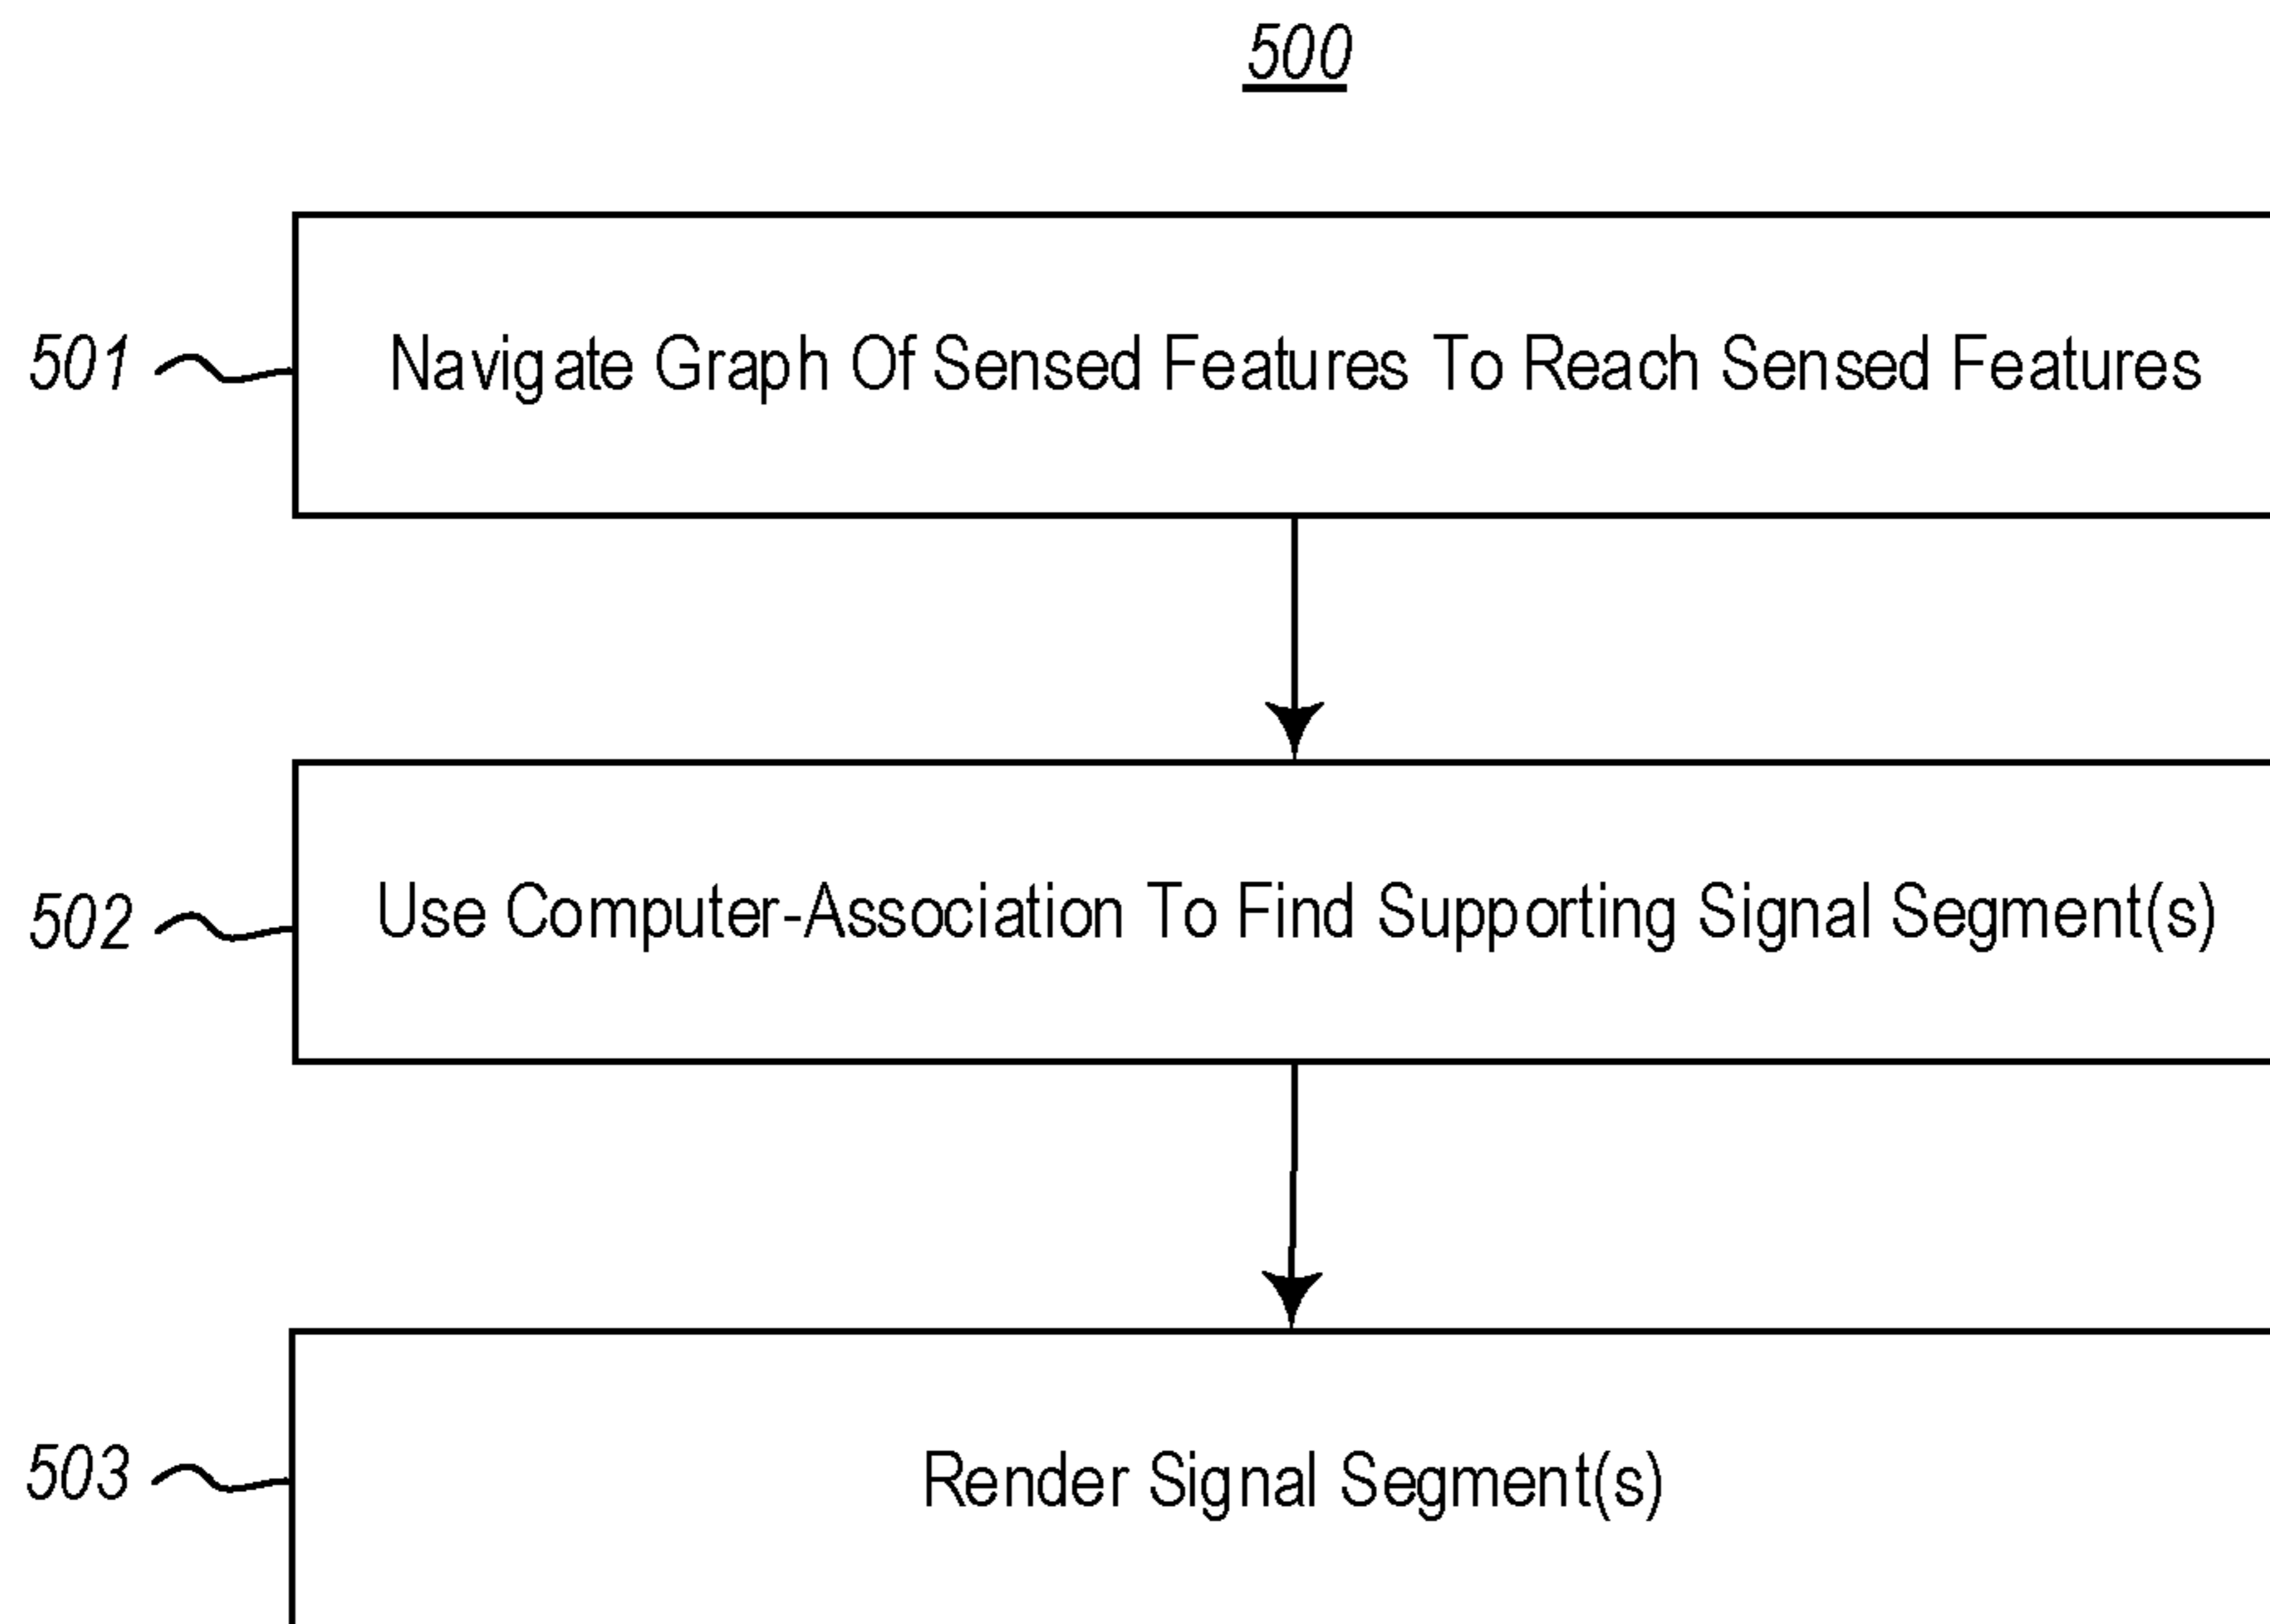 500
501 Navigate Graph Of Sensed Features To Reach Sensed Features
502 Use Computer-Association To Find Supporting Signal Segment(s)
503 Render Signal Segment(s)